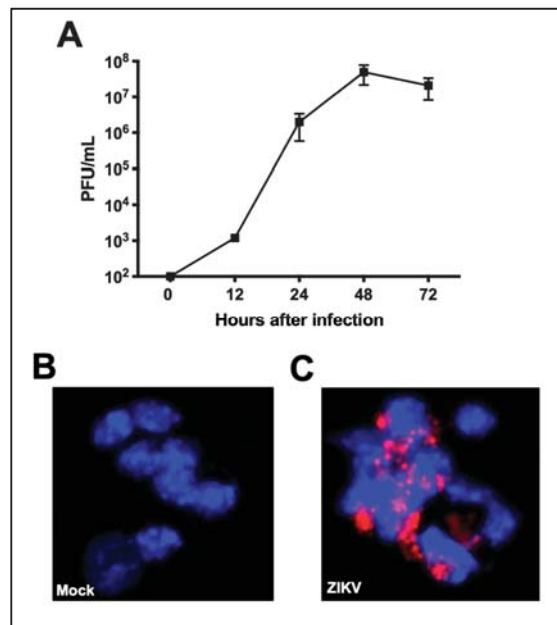 A
10⁸
10⁷
10⁶
10⁵
10⁴
10³
10²
PFU/mL
0 12 24 48 72
Hours after infection
B C
Mock ZIKV